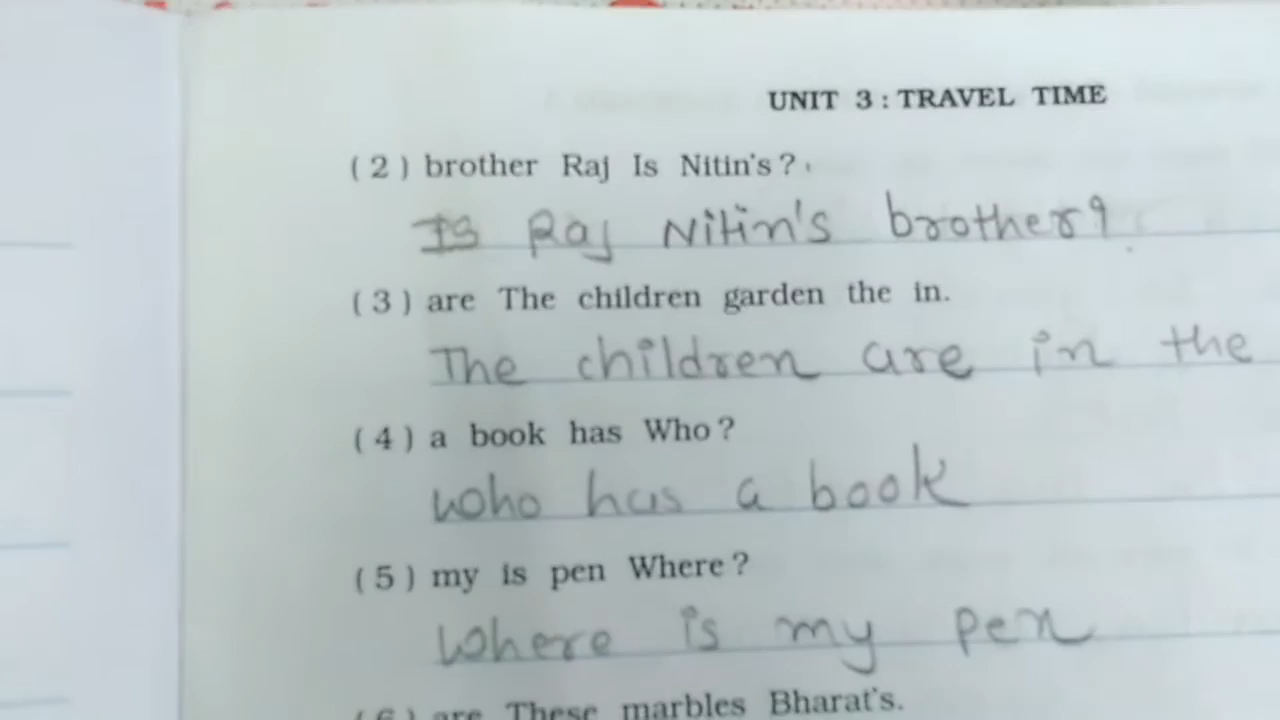 UNIT 3 : TRAVEL TIME
( 2 ) brother Raj Is Nitin's ?
Is Raj Nitin's brother?
( 3 ) are The children garden the in.
The children are in the
( 4 ) a book has Who ?
who has a book
( 5 ) my is pen Where ?
where is my pen
( 6 ) are These marbles Bharat's.